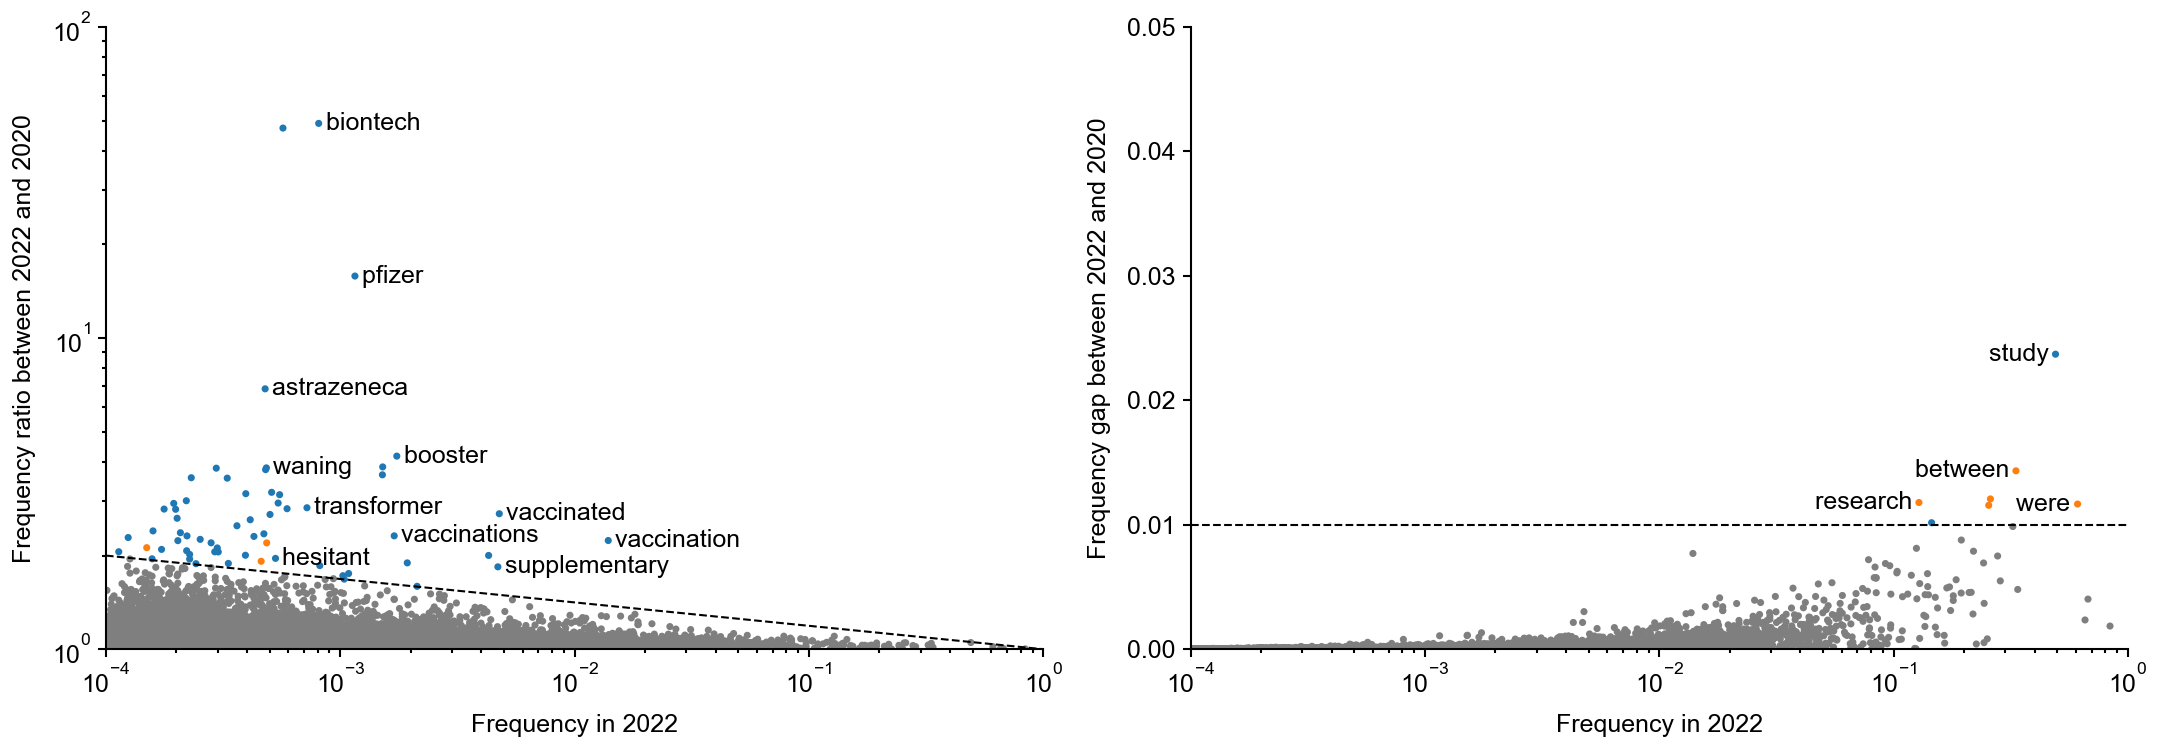 Frequency ratio between 2022 and 2020
10^2
10^1
10^0
biontech
pfizer
astrazeneca
booster
waning
transformer
vaccinated
vaccinations
vaccination
hesitant
supplementary
10^−4
10^−3
10^−2
10^−1
10^0
Frequency in 2022
Frequency gap between 2022 and 2020
0.05
0.04
0.03
0.02
0.01
0.00
study
between
research
were
10^−4
10^−3
10^−2
10^−1
10^0
Frequency in 2022